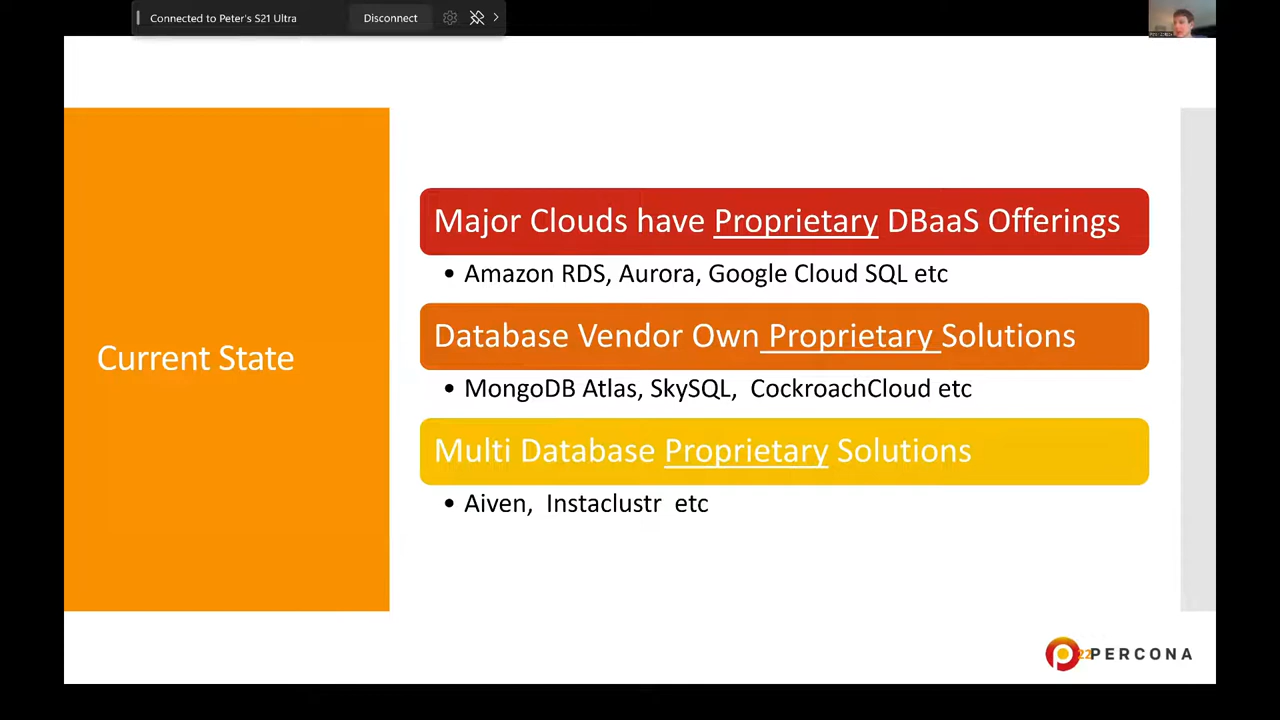 Connected to Peter's S21 Ultra
Disconnect
Current State
Major Clouds have Proprietary DBaaS Offerings
• Amazon RDS, Aurora, Google Cloud SQL etc
Database Vendor Own Proprietary Solutions
• MongoDB Atlas, SkySQL, CockroachCloud etc
Multi Database Proprietary Solutions
• Aiven, Instaclustr etc
22
PERCONA